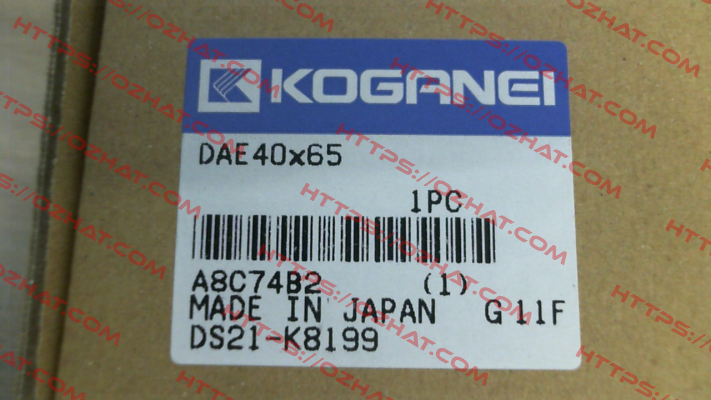 KOGANEI
DAE40x65
1PC
A8C74B2 (1)
MADE IN JAPAN G11F
DS21-K8199
HTTPS://OZHAT.COM